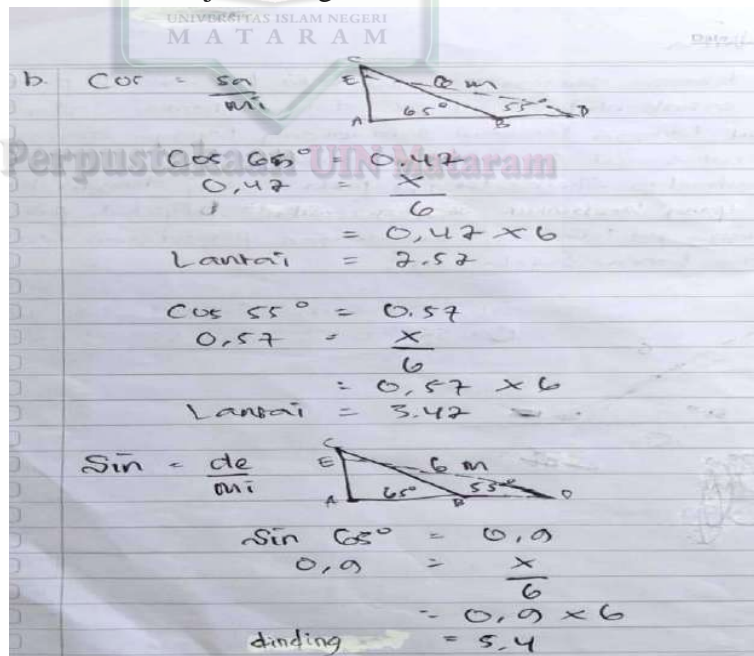 UNIVERSITAS ISLAM NEGERI
MATARAM
Date
b. Cos = sa
mi
C
E
6 m
A 65° B 55° D
Perpustakaan UIN Mataram
Cos 65° = 0.42
0,42 = x
6
= 0,42 × 6
Lantai = 2.52
Cos 55° = 0.57
0,57 = x
6
= 0,57 × 6
Lantai = 3.42
Sin = de
mi
C
E
6 m
A 65° B 55° D
Sin 65° = 0,9
0,9 = x
6
= 0,9 × 6
dinding = 5,4